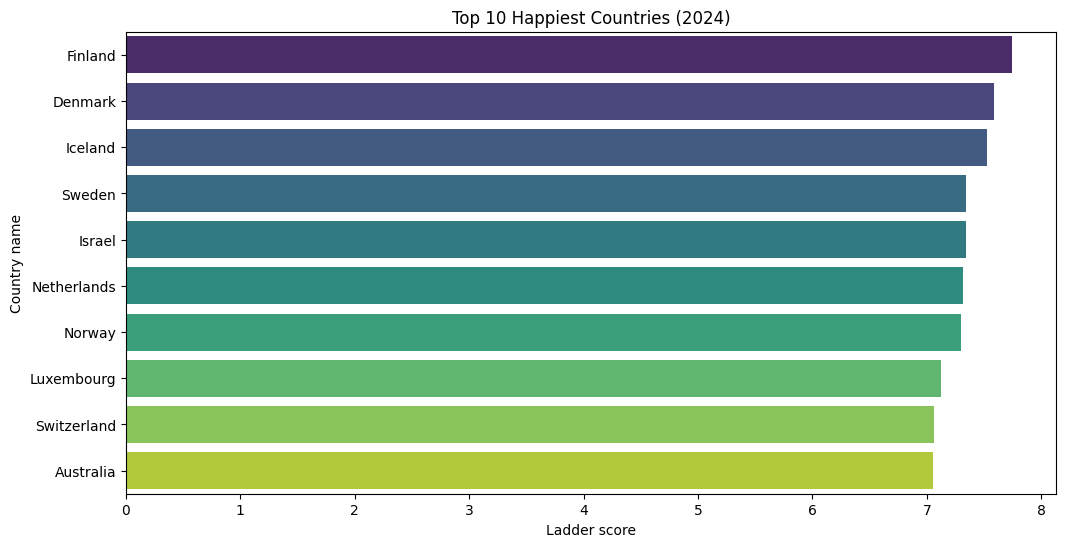 Top 10 Happiest Countries (2024)
Country name
Finland
Denmark
Iceland
Sweden
Israel
Netherlands
Norway
Luxembourg
Switzerland
Australia
0 1 2 3 4 5 6 7 8
Ladder score